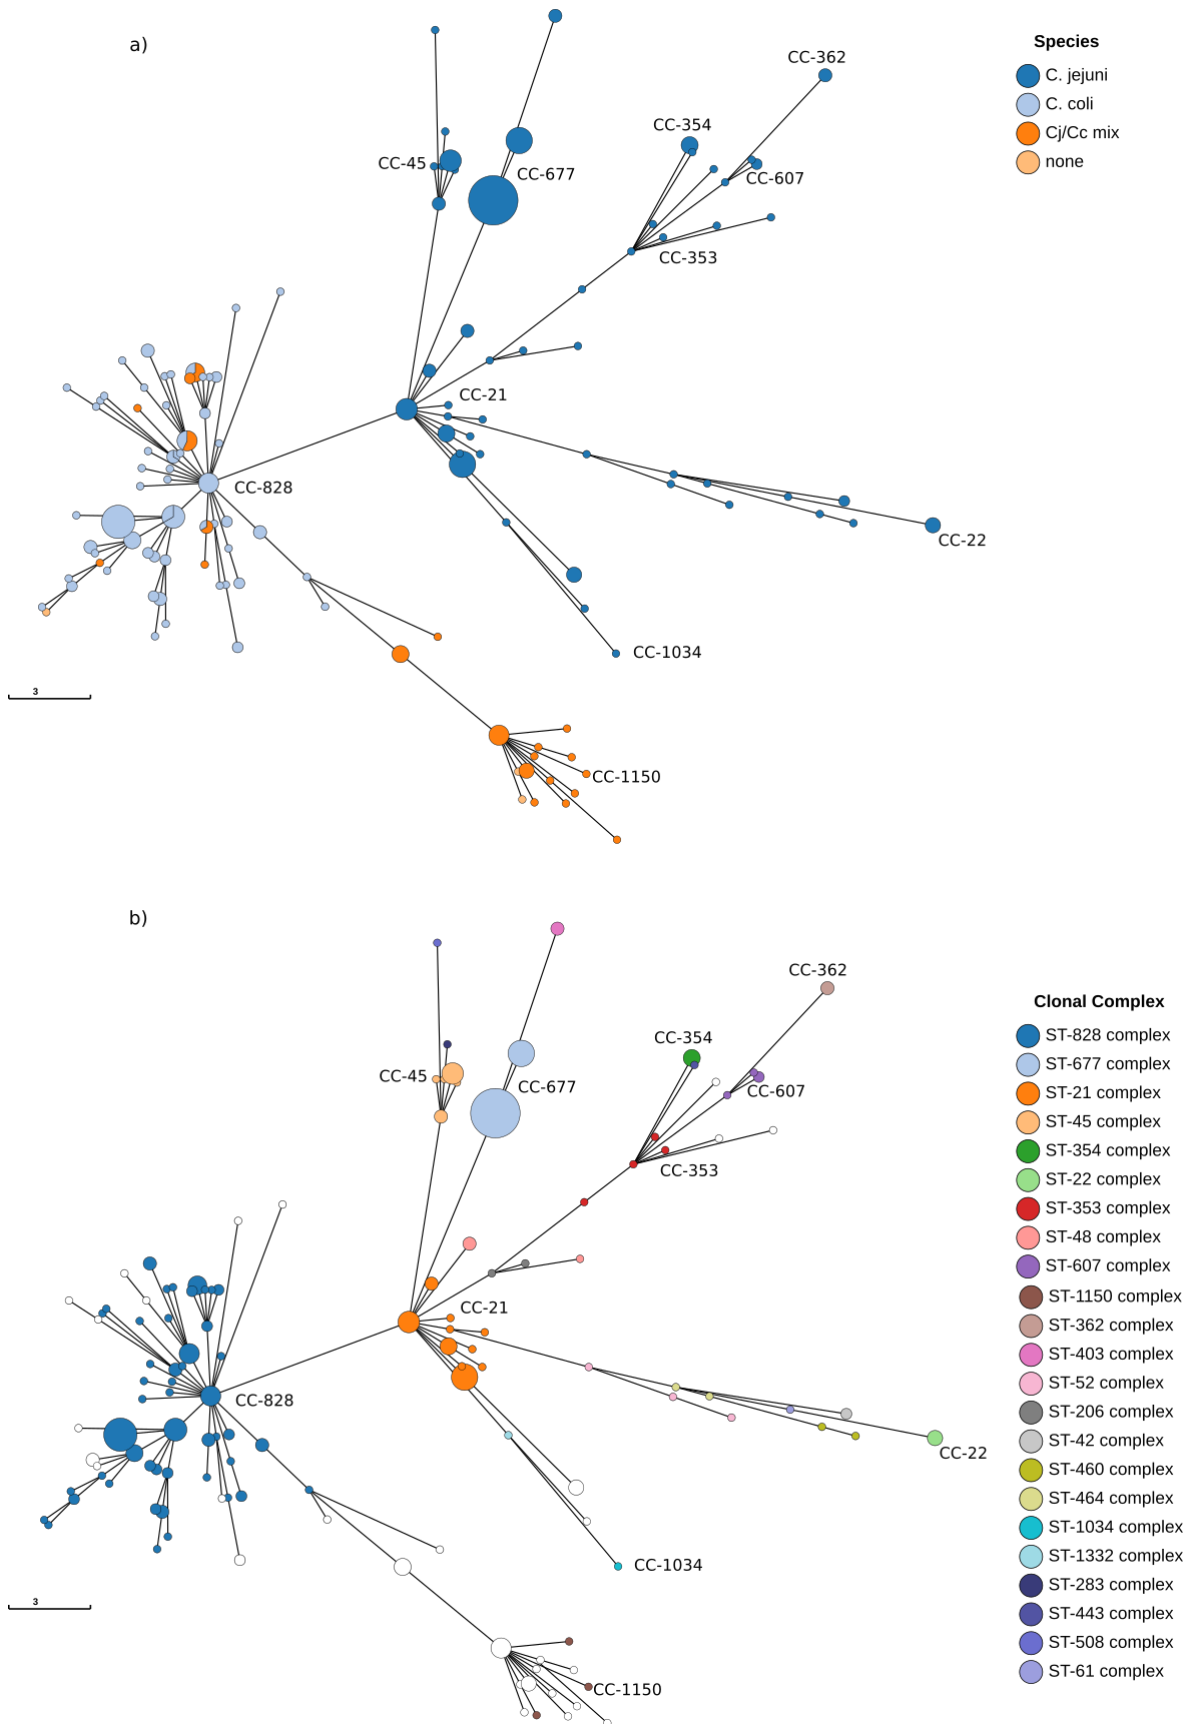 a)
Species
C. jejuni
C. coli
Cj/Cc mix
none
CC-362
CC-354
CC-45
CC-677
CC-607
CC-353
CC-21
CC-828
CC-22
CC-1034
3
CC-1150
b)
CC-362
Clonal Complex
ST-828 complex
ST-677 complex
ST-21 complex
ST-45 complex
ST-354 complex
ST-22 complex
ST-353 complex
ST-48 complex
ST-607 complex
ST-1150 complex
ST-362 complex
ST-403 complex
ST-52 complex
ST-206 complex
ST-42 complex
ST-460 complex
ST-464 complex
ST-1034 complex
ST-1332 complex
ST-283 complex
ST-443 complex
ST-508 complex
ST-61 complex
CC-354
CC-45
CC-677
CC-607
CC-353
CC-21
CC-828
CC-22
CC-1034
3
CC-1150